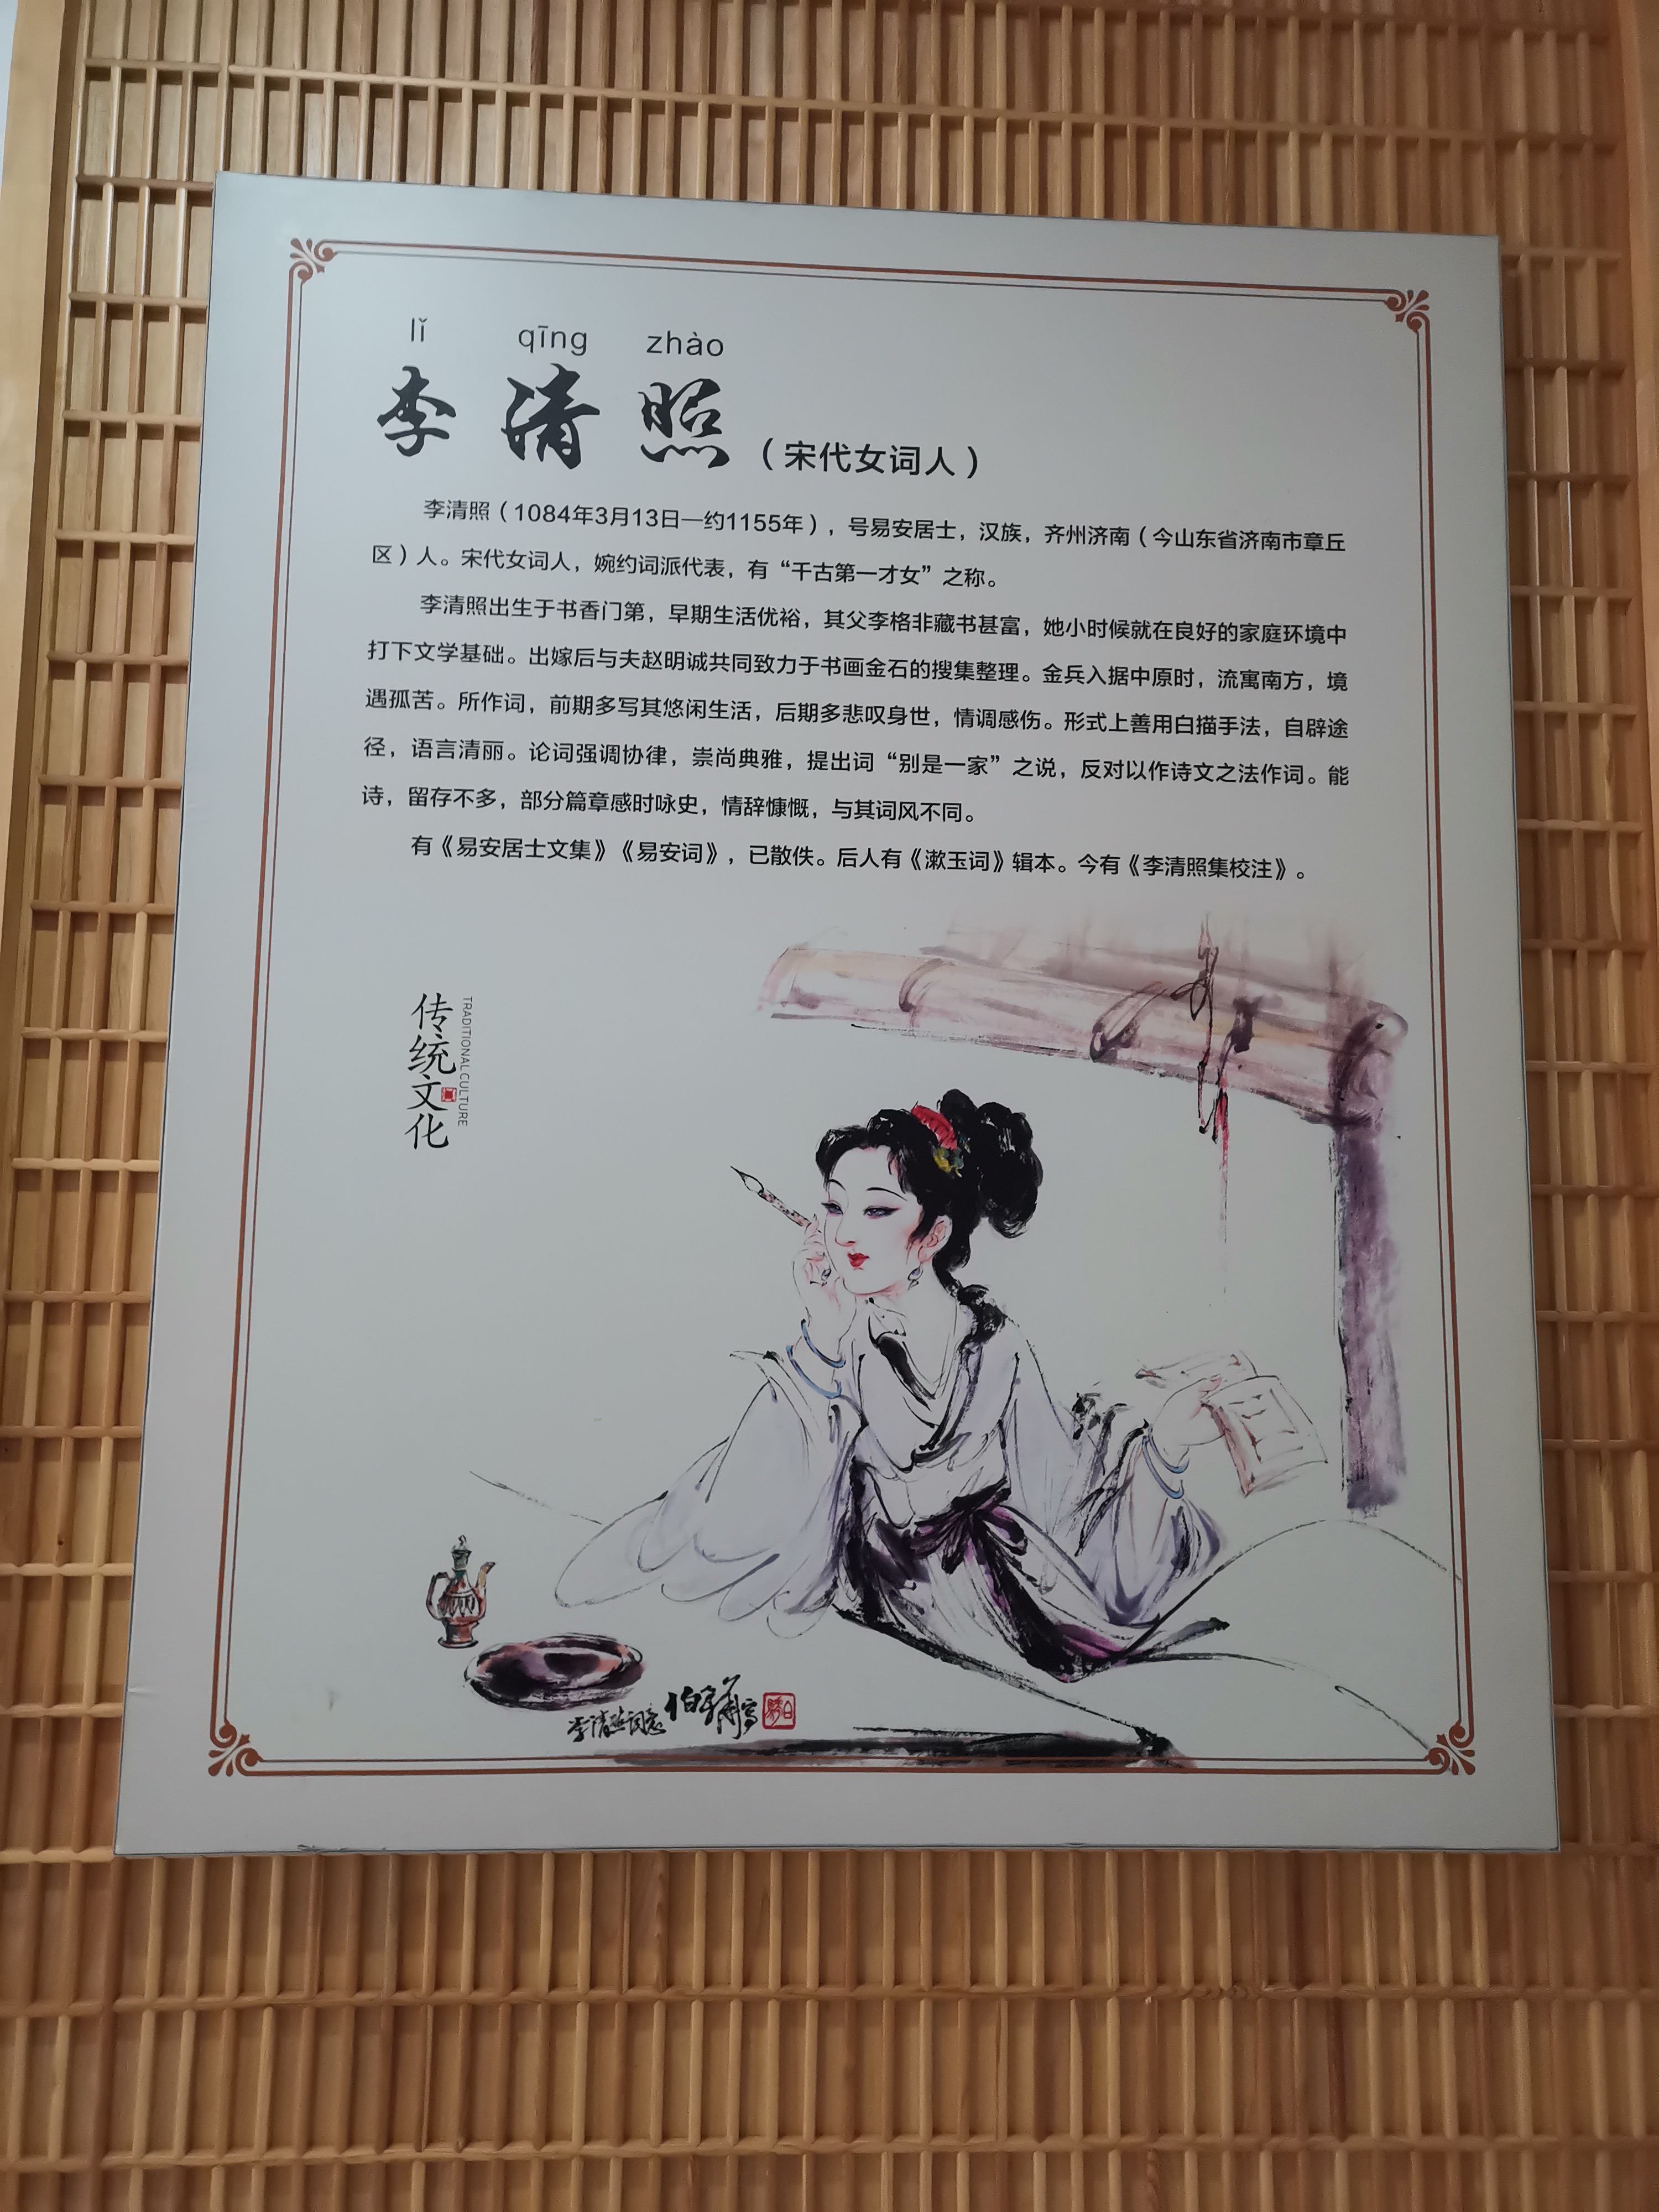 lǐ qīng zhào
李清照（宋代女词人）
李清照（1084年3月13日—约1155年），号易安居士，汉族，齐州济南（今山东省济南市章丘
区）人。宋代女词人，婉约词派代表，有“千古第一才女”之称。
李清照出生于书香门第，早期生活优裕，其父李格非藏书甚富，她小时候就在良好的家庭环境中
打下文学基础。出嫁后与夫赵明诚共同致力于书画金石的搜集整理。金兵入据中原时，流寓南方，境
遇孤苦。所作词，前期多写其悠闲生活，后期多悲叹身世，情调感伤。形式上善用白描手法，自辟途
径，语言清丽。论词强调协律，崇尚典雅，提出词“别是一家”之说，反对以作诗文之法作词。能
诗，留存不多，部分篇章感时咏史，情辞慷慨，与其词风不同。
有《易安居士文集》《易安词》，已散佚。后人有《漱玉词》辑本。今有《李清照集校注》。
传统文化
TRADITIONAL CULTURE
李清照词意